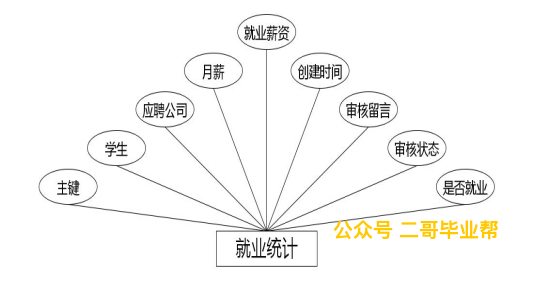 就业薪资
月薪
创建时间
应聘公司
审核留言
学生
审核状态
主键
是否就业
公众号 二哥毕业帮
就业统计